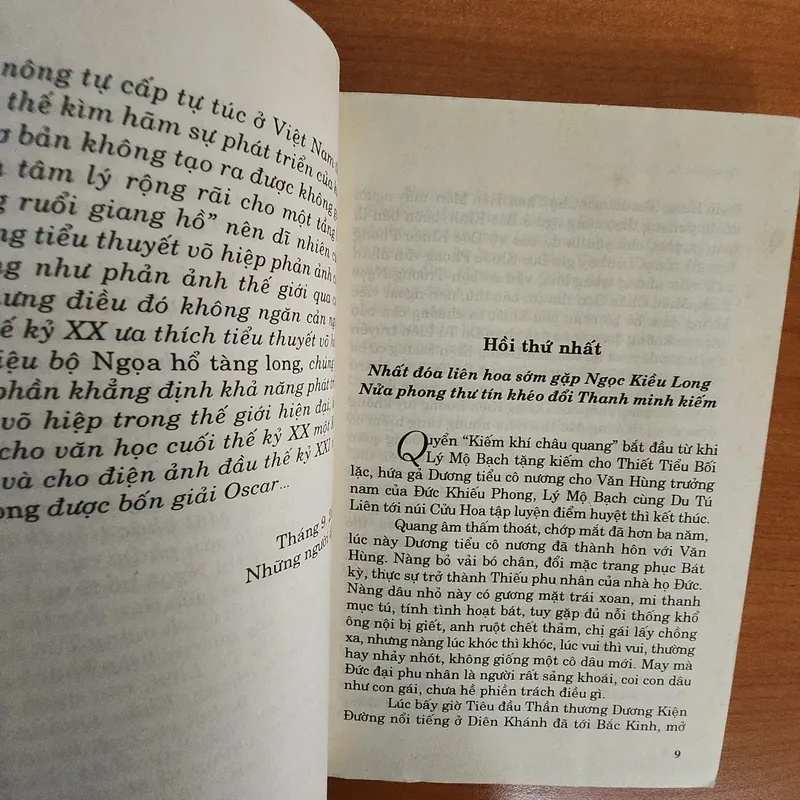 nông tự cấp tự túc ở Việt Nam
thế kìm hãm sự phát triển của
bản không tạo ra được không
tâm lý rộng rãi cho một tầng
ruổi giang hồ" nên dĩ nhiên
tiểu thuyết võ hiệp phản ảnh
như phản ảnh thế giới qua
nhưng điều đó không ngăn cản
kỷ XX ưa thích tiểu thuyết võ
bộ Ngọa hổ tàng long, chúng
phần khẳng định khả năng phát
võ hiệp trong thế giới hiện đại,
cho văn học cuối thế kỷ XX một
và cho điện ảnh đầu thế kỷ XXI
được bốn giải Oscar...
Tháng 9.
Những người
Hồi thứ nhất
Nhất đóa liên hoa sớm gặp Ngọc Kiều Long
Nửa phong thư tín khéo đổi Thanh minh kiếm
Quyển "Kiếm khí châu quang" bắt đầu từ khi
Lý Mộ Bạch tặng kiếm cho Thiết Tiểu Bối
lặc, hứa gả Dương tiểu cô nương cho Văn Hùng trưởng
nam của Đức Khiếu Phong, Lý Mộ Bạch cùng Du Tú
Liên tới núi Cửu Hoa tập luyện điểm huyệt thì kết thúc.
Quang âm thấm thoát, chớp mắt đã hơn ba năm,
lúc này Dương tiểu cô nương đã thành hôn với Văn
Hùng. Nàng bỏ vải bó chân, đổi mặc trang phục Bát
kỳ, thực sự trở thành Thiếu phu nhân của nhà họ Đức.
Nàng dâu nhỏ này có gương mặt trái xoan, mi thanh
mục tú, tính tình hoạt bát, tuy gặp đủ nỗi thống khổ
ông nội bị giết, anh ruột chết thảm, chị gái lấy chồng
xa, nhưng nàng lúc khóc thì khóc, lúc vui thì vui, thường
hay nhảy nhót, không giống một cô dâu mới. May mà
Đức đại phu nhân là người rất sảng khoái, coi con dâu
như con gái, chưa hề phiền trách điều gì.
Lúc bấy giờ Tiêu đầu Thần thương Dương Kiện
Đường nổi tiếng ở Diên Khánh đã tới Bắc Kinh, mở
9